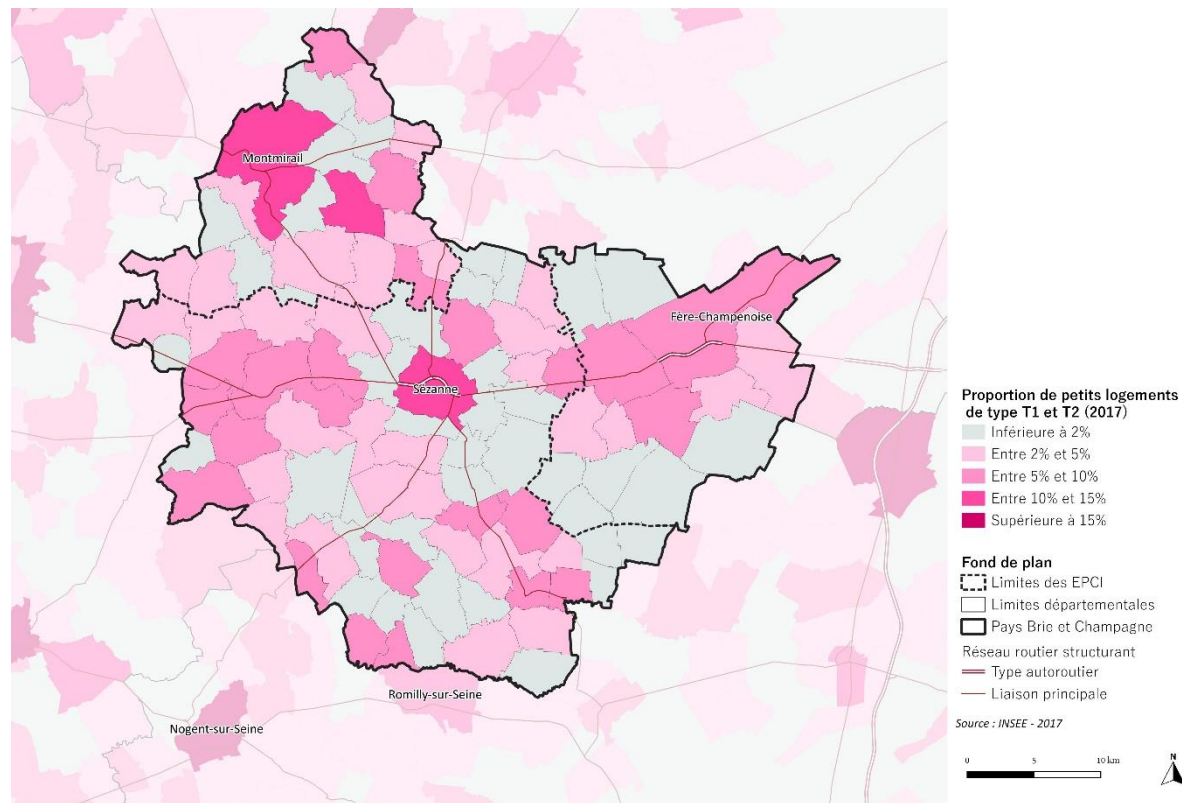 Montmirail
Fère-Champenoise
Sézanne
Romilly-sur-Seine
Nogent-sur-Seine
Proportion de petits logements
de type T1 et T2 (2017)
Inférieure à 2%
Entre 2% et 5%
Entre 5% et 10%
Entre 10% et 15%
Supérieure à 15%
Fond de plan
Limites des EPCI
Limites départementales
Pays Brie et Champagne
Réseau routier structurant
Type autoroutier
Liaison principale
Source : INSEE - 2017
0 5 10 km
N